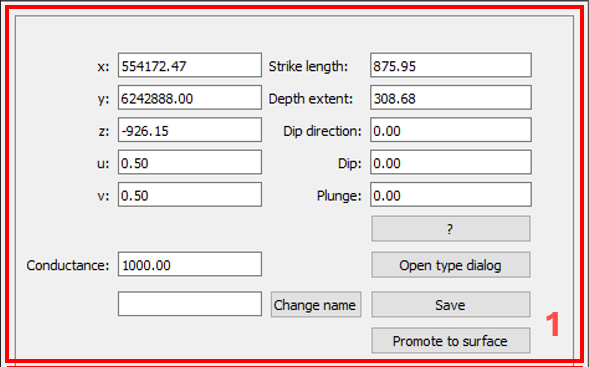 x: 554172.47 Strike length: 875.95
y: 6242888.00 Depth extent: 308.68
z: -926.15 Dip direction: 0.00
u: 0.50 Dip: 0.00
v: 0.50 Plunge: 0.00
?
Conductance: 1000.00 Open type dialog
Change name Save
1
Promote to surface